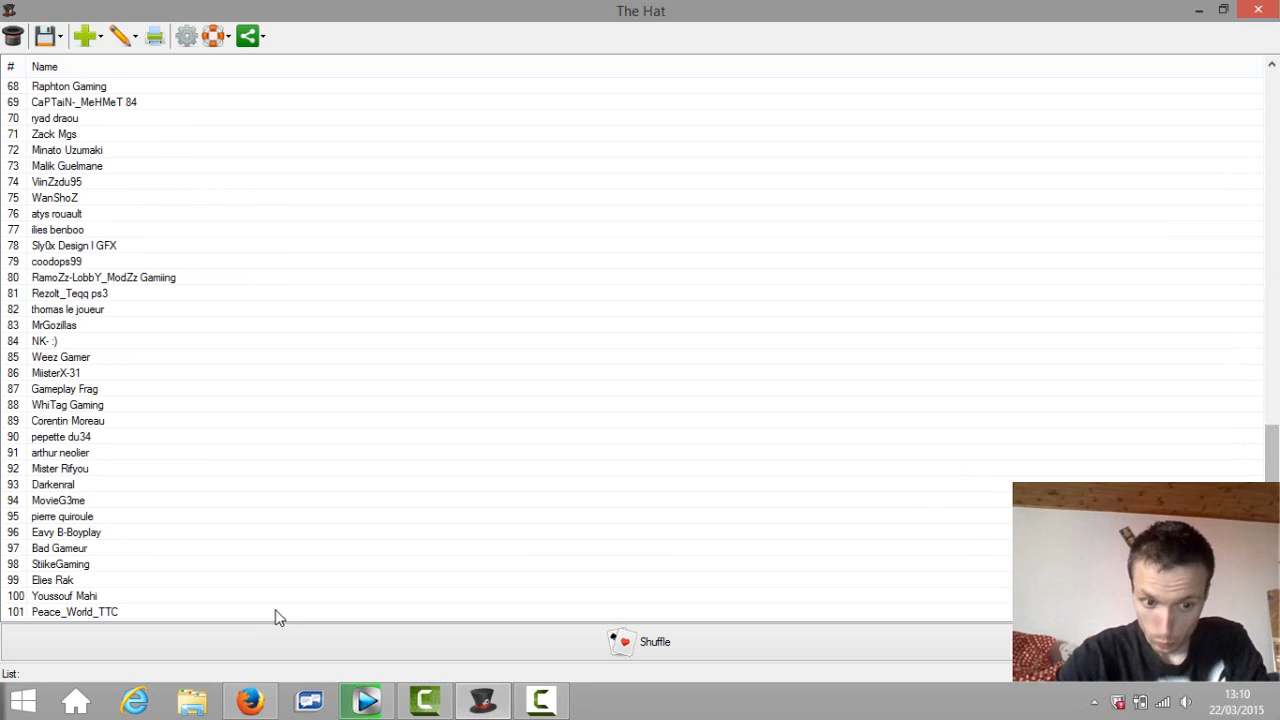 The Hat
# Name
68 Raphton Gaming
69 CaPTaiN-_MeHMeT 84
70 ryad draou
71 Zack Mgs
72 Minato Uzumaki
73 Malik Guelmane
74 ViinZzdu95
75 WanShoZ
76 atys rouault
77 ilies benboo
78 Sly0x Design l GFX
79 coodops99
80 RamoZz-LobbY_ModZz Gamiing
81 Rezolt_Teqq ps3
82 thomas le joueur
83 MrGozillas
84 NK- :)
85 Weez Gamer
86 MiisterX-31
87 Gameplay Frag
88 WhiTag Gaming
89 Corentin Moreau
90 pepette du34
91 arthur neolier
92 Mister Rifyou
93 Darkenral
94 MovieG3me
95 pierre quiroule
96 Eavy B-Boyplay
97 Bad Gameur
98 StiikeGaming
99 Elies Rak
100 Youssouf Mahi
101 Peace_World_TTC
Shuffle
List:
13:10
22/03/2015